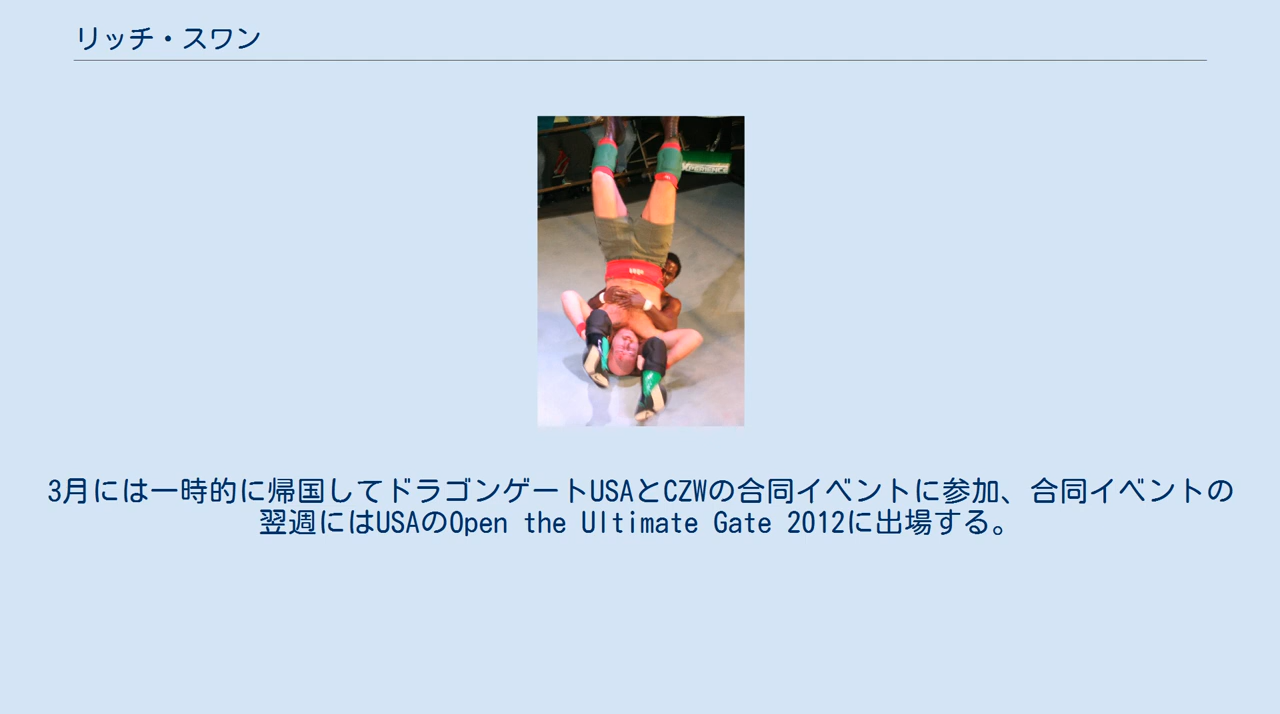 リッチ・スワン
XPERIENCE
3月には一時的に帰国してドラゴンゲートUSAとCZWの合同イベントに参加、合同イベントの
翌週にはUSAのOpen the Ultimate Gate 2012に出場する。